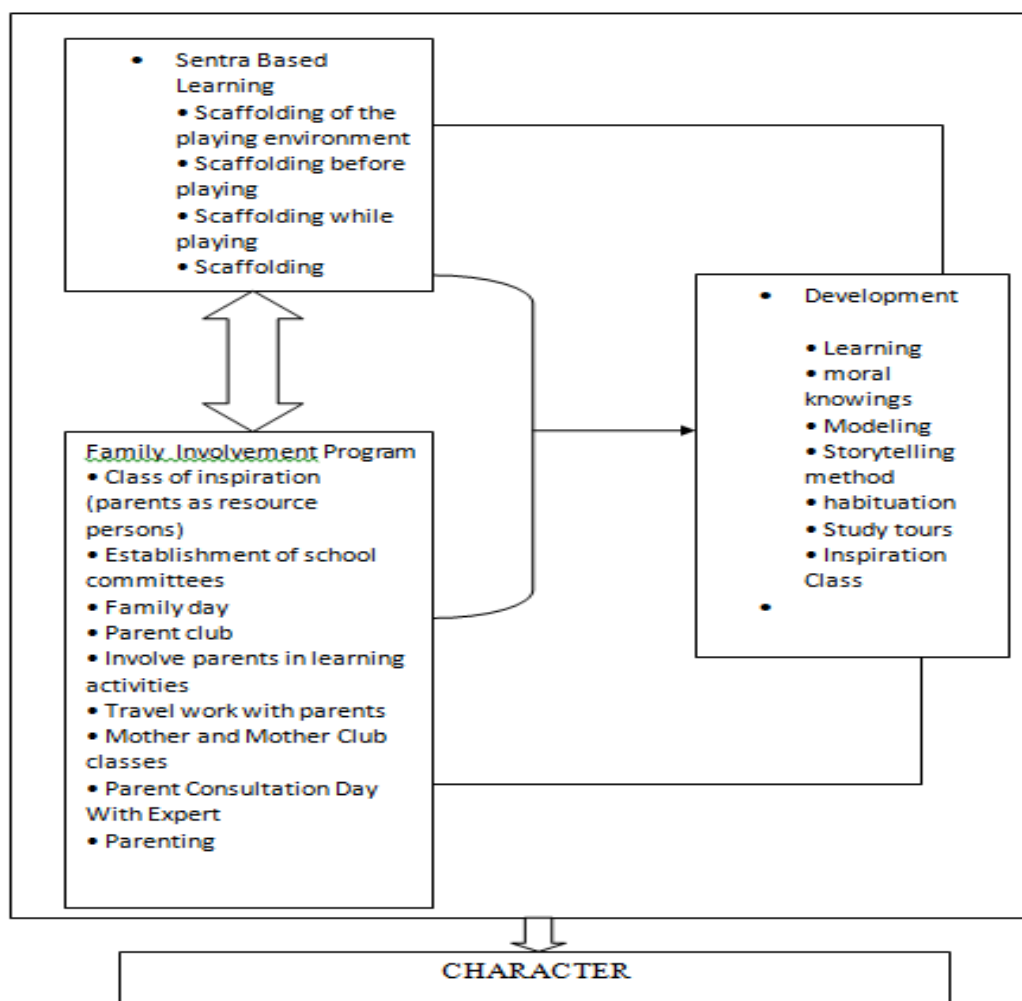 • Sentra Based
Learning
• Scaffolding of the
playing environment
• Scaffolding before
playing
• Scaffolding while
playing
• Scaffolding
Family Involvement Program
• Class of inspiration
(parents as resource
persons)
• Establishment of school
committees
• Family day
• Parent club
• Involve parents in learning
activities
• Travel work with parents
• Mother and Mother Club
classes
• Parent Consultation Day
With Expert
• Parenting
• Development
• Learning
• moral
knowings
• Modeling
• Storytelling
method
• habituation
• Study tours
• Inspiration
Class
•
CHARACTER